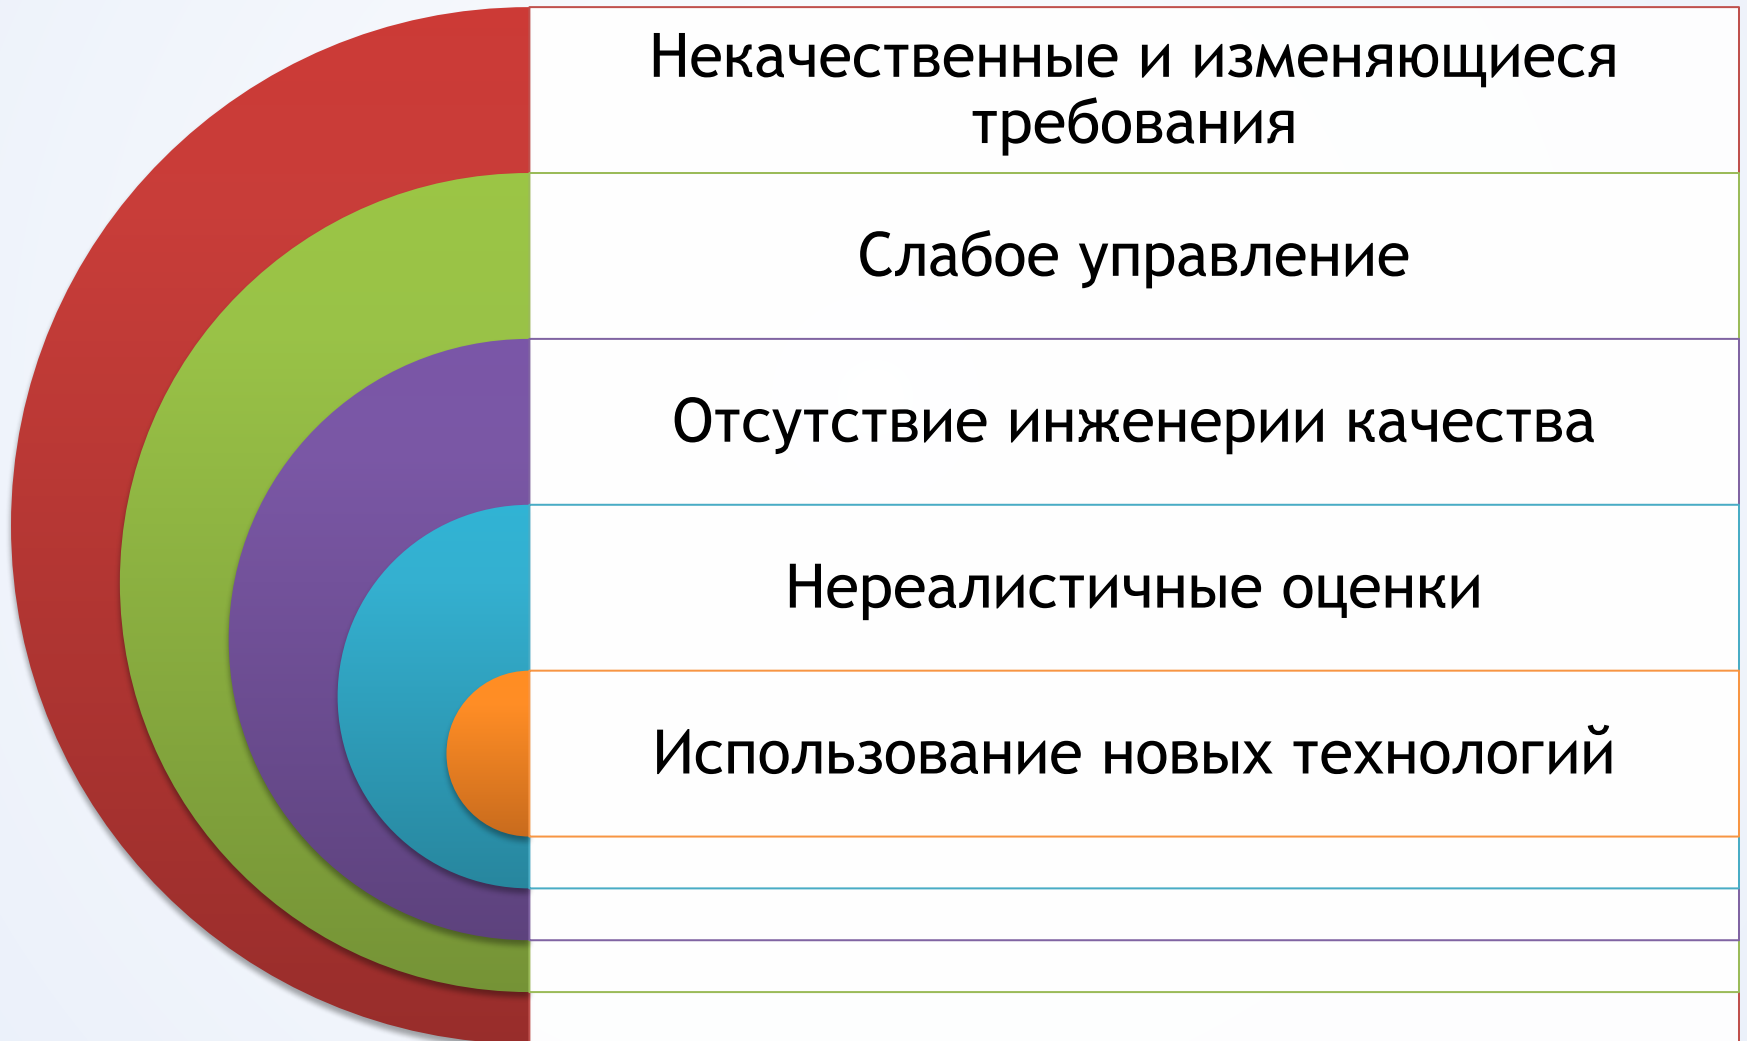 Некачественные и изменяющиеся
требования
Слабое управление
Отсутствие инженерии качества
Нереалистичные оценки
Использование новых технологий